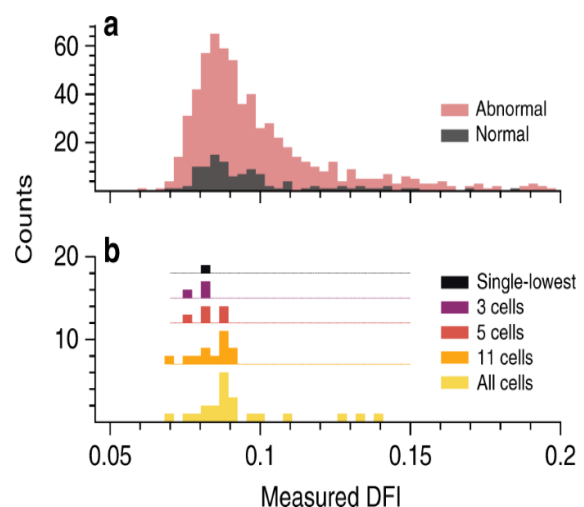 a
60
40
20
Abnormal
Normal
Counts
b
20
10
Single-lowest
3 cells
5 cells
11 cells
All cells
0.05
0.1
0.15
0.2
Measured DFI